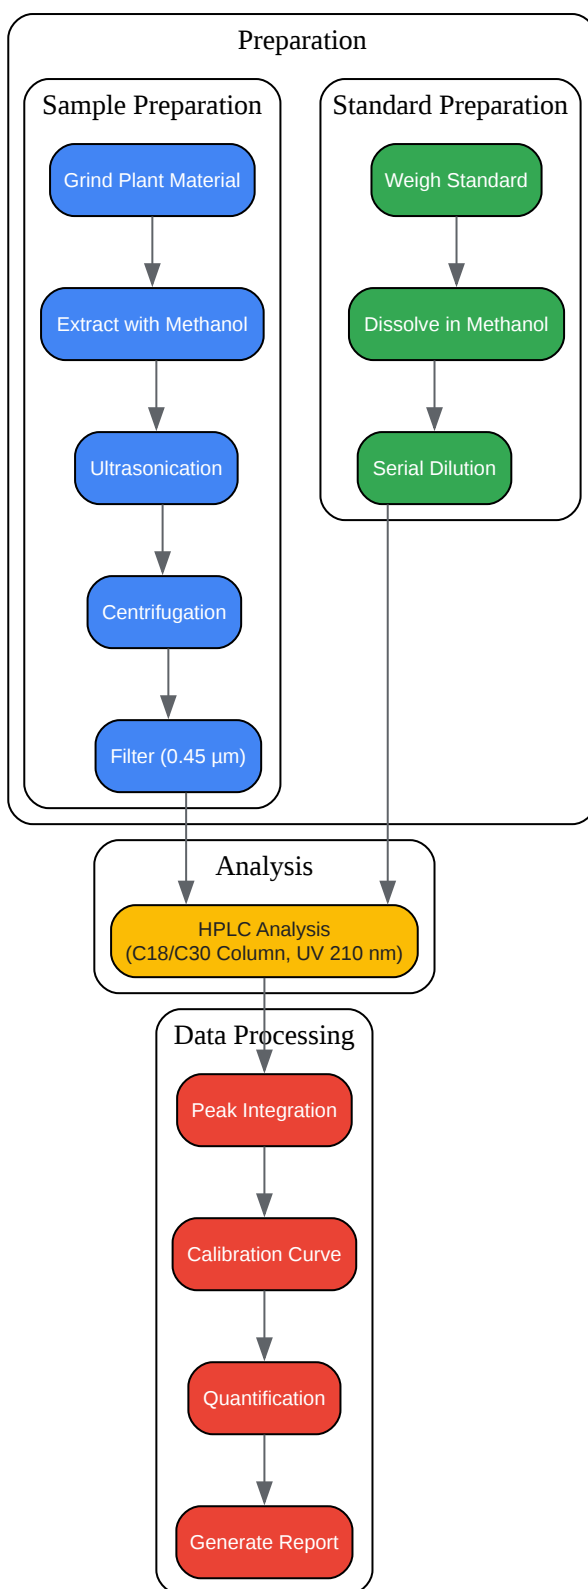 Preparation
Sample Preparation
Grind Plant Material
Extract with Methanol
Ultrasonication
Centrifugation
Filter (0.45 µm)
Standard Preparation
Weigh Standard
Dissolve in Methanol
Serial Dilution
Analysis
HPLC Analysis
(C18/C30 Column, UV 210 nm)
Data Processing
Peak Integration
Calibration Curve
Quantification
Generate Report